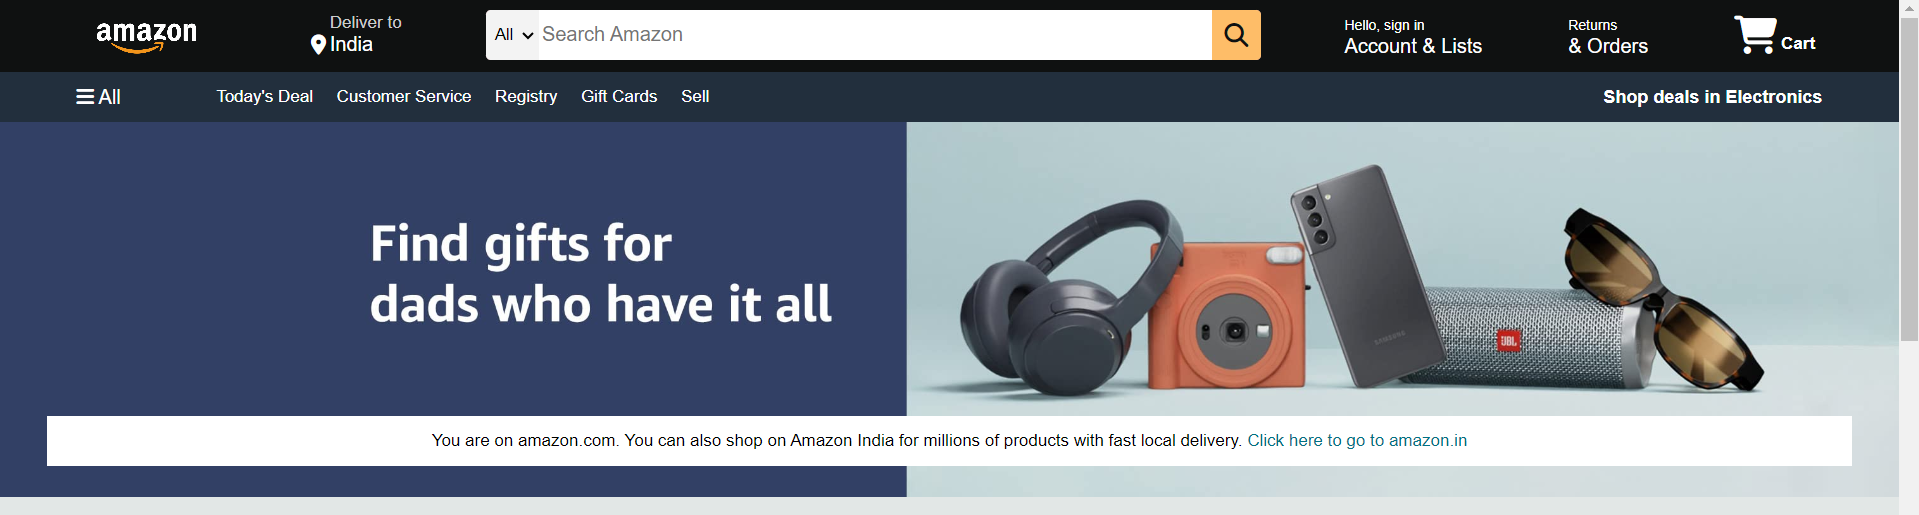 amazon
Deliver to
India
All
Search Amazon
Hello, sign in
Account & Lists
Returns
& Orders
Cart
All
Today's Deal
Customer Service
Registry
Gift Cards
Sell
Shop deals in Electronics
Find gifts for
dads who have it all
SAMSUNG
JBL
You are on amazon.com. You can also shop on Amazon India for millions of products with fast local delivery. Click here to go to amazon.in